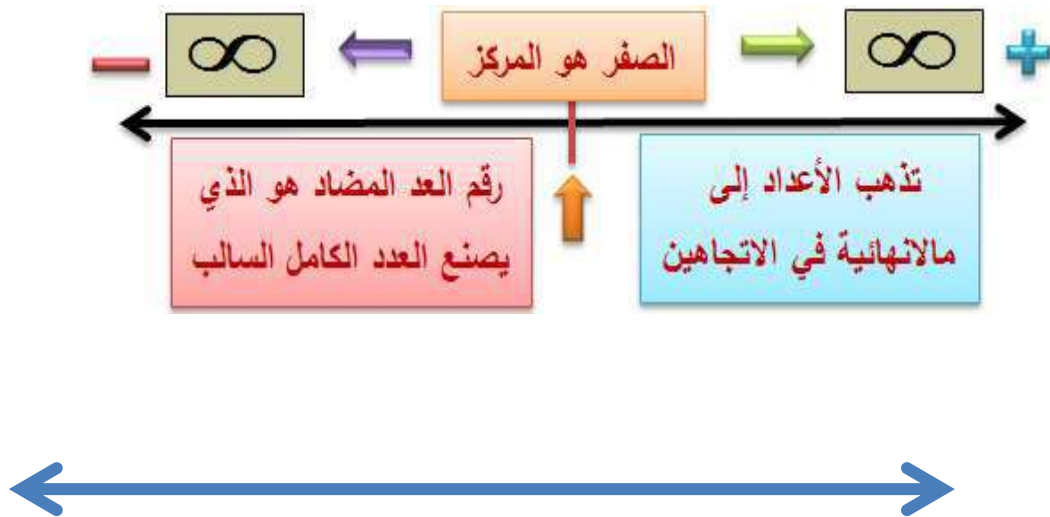 − ∞ الصفر هو المركز ∞ +
تذهب الأعداد إلى
مالانهائية في الاتجاهين
رقم العد المضاد هو الذي
يصنع العدد الكامل السالب